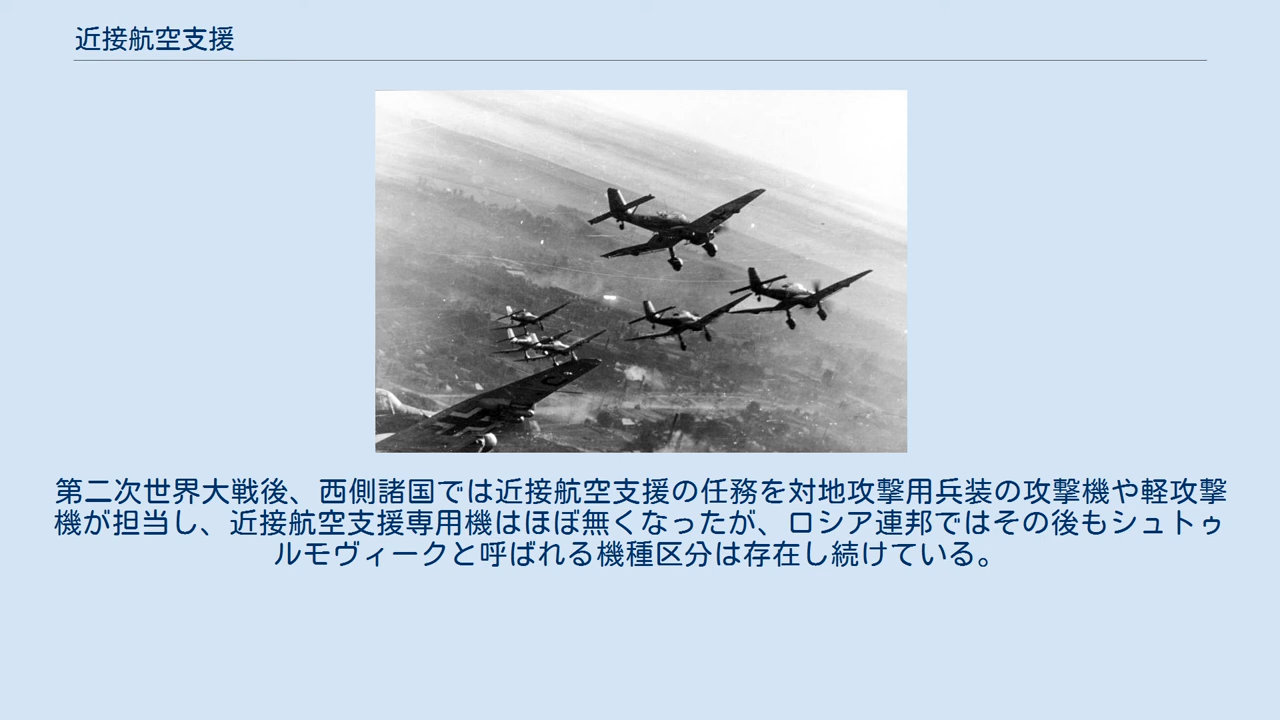 近接航空支援
第二次世界大戦後、西側諸国では近接航空支援の任務を対地攻撃用兵装の攻撃機や軽攻撃
機が担当し、近接航空支援専用機はほぼ無くなったが、ロシア連邦ではその後もシュトゥ
ルモヴィークと呼ばれる機種区分は存在し続けている。